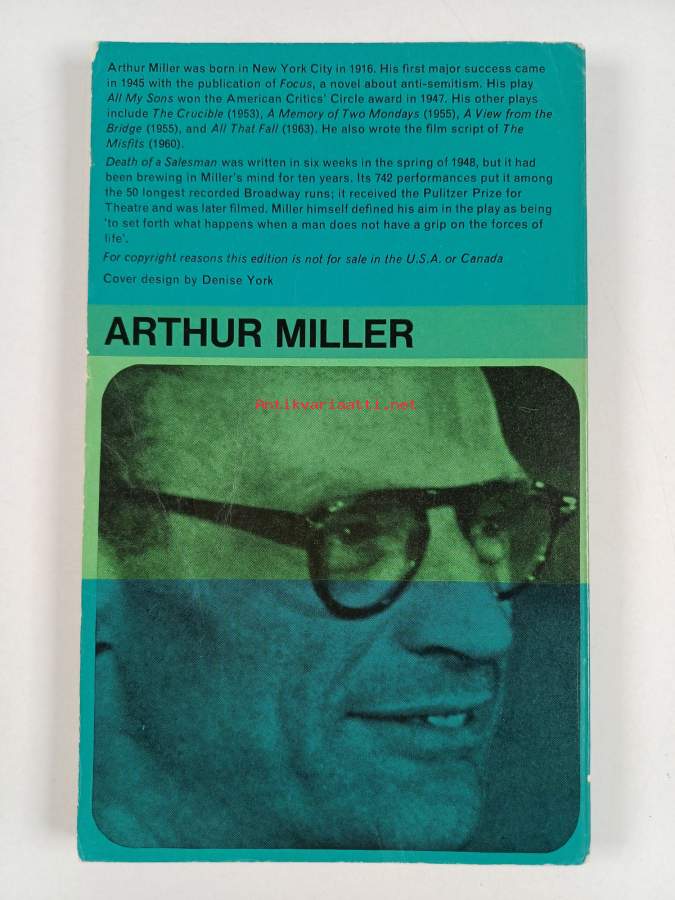 Arthur Miller was born in New York City in 1916. His first major success came
in 1945 with the publication of Focus, a novel about anti-semitism. His play
All My Sons won the American Critics' Circle award in 1947. His other plays
include The Crucible (1953), A Memory of Two Mondays (1955), A View from the
Bridge (1955), and All That Fall (1963). He also wrote the film script of The
Misfits (1960).
Death of a Salesman was written in six weeks in the spring of 1948, but it had
been brewing in Miller's mind for ten years. Its 742 performances put it among
the 50 longest recorded Broadway runs; it received the Pulitzer Prize for
Theatre and was later filmed. Miller himself defined his aim in the play as being
'to set forth what happens when a man does not have a grip on the forces of
life'.
For copyright reasons this edition is not for sale in the U.S.A. or Canada
Cover design by Denise York
ARTHUR MILLER
Antikvariaatti.net